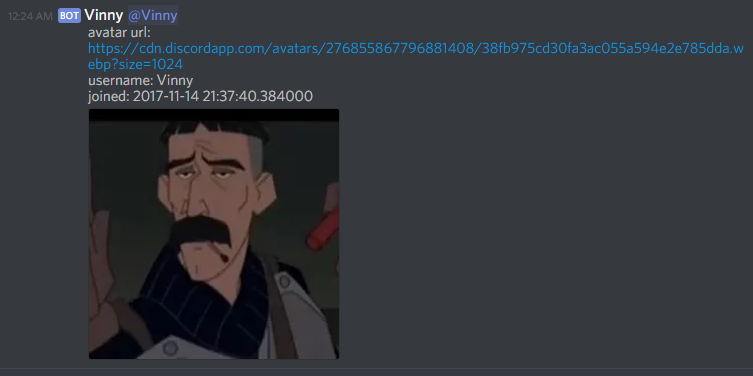 12:24 AM BOT Vinny @Vinny
avatar url:
https://cdn.discordapp.com/avatars/276855867796881408/38fb975cd30fa3ac055a594e2e785dda.w
ebp?size=1024
username: Vinny
joined: 2017-11-14 21:37:40.384000